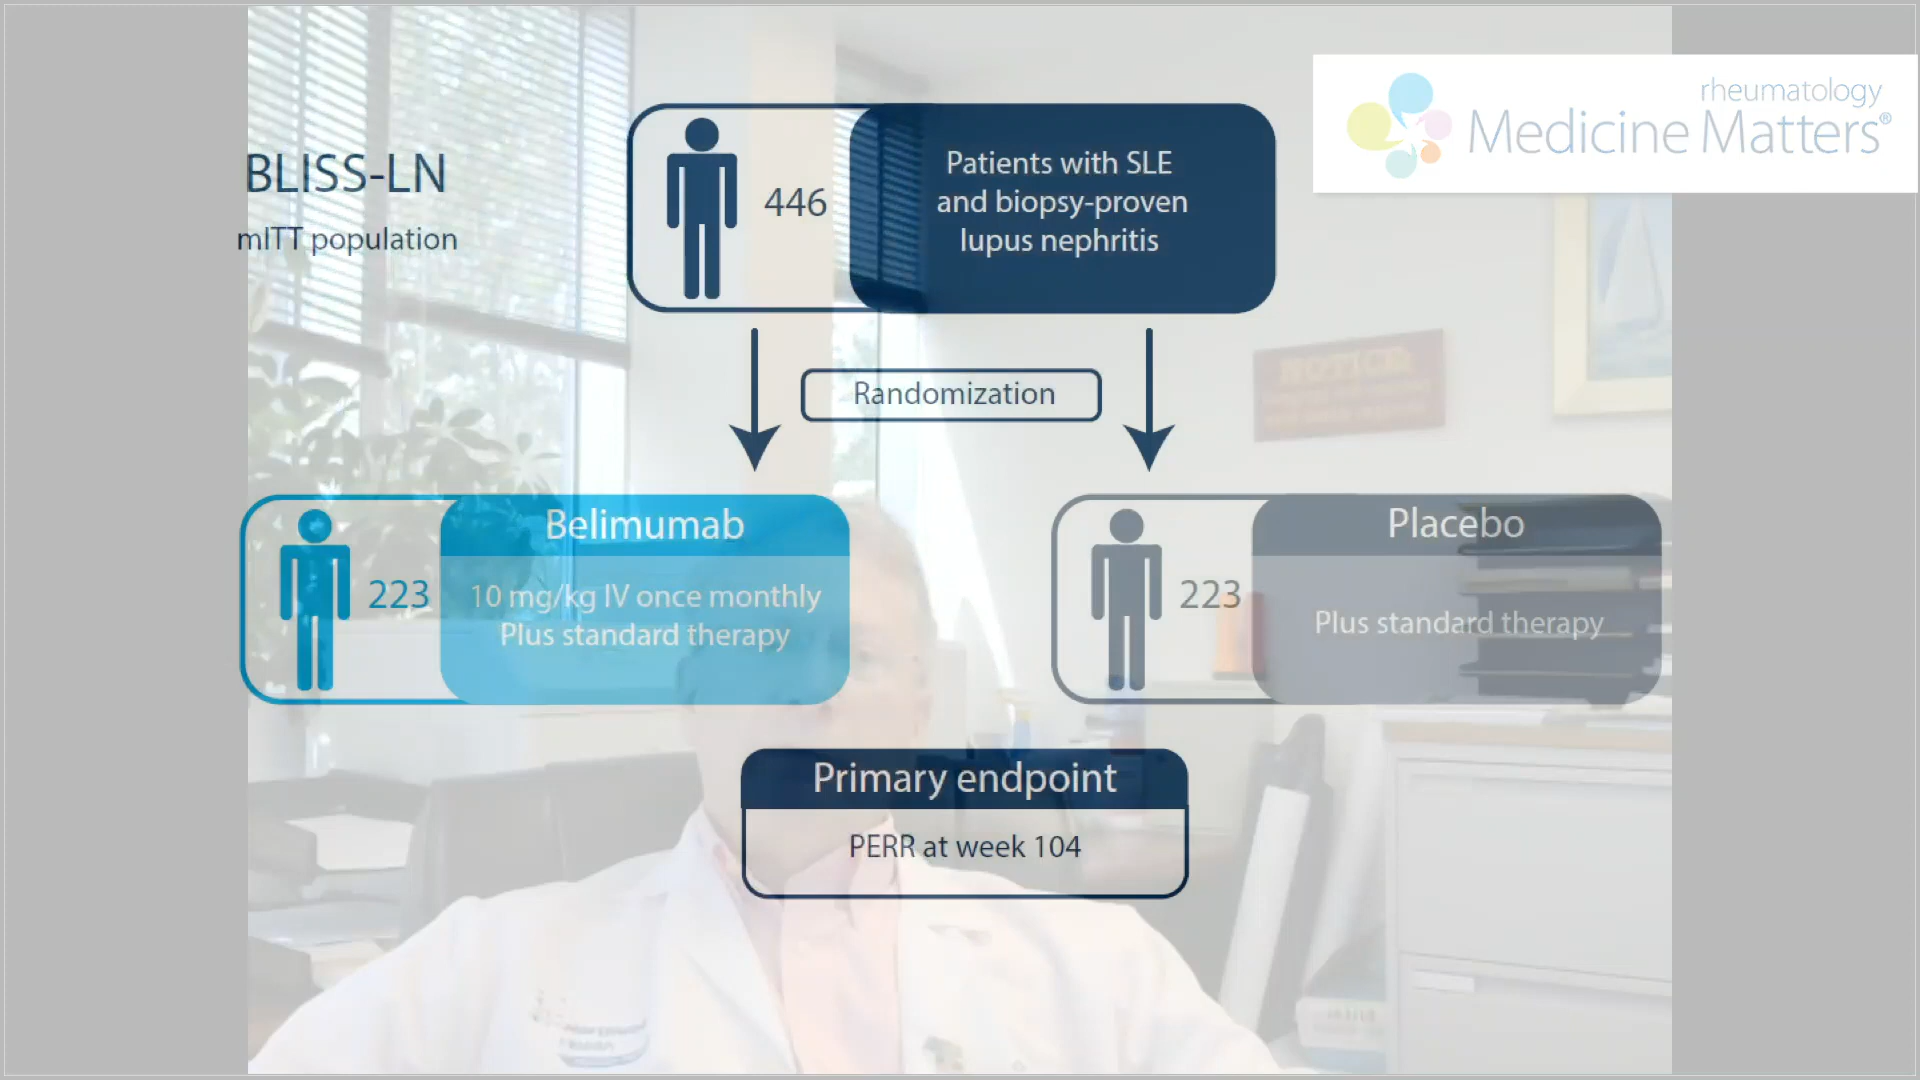 rheumatology
Medicine Matters®
BLISS-LN
mITT population
446
Patients with SLE
and biopsy-proven
lupus nephritis
Randomization
NOTICE
223
Belimumab
10 mg/kg IV once monthly
Plus standard therapy
223
Placebo
Plus standard therapy
Primary endpoint
PERR at week 104